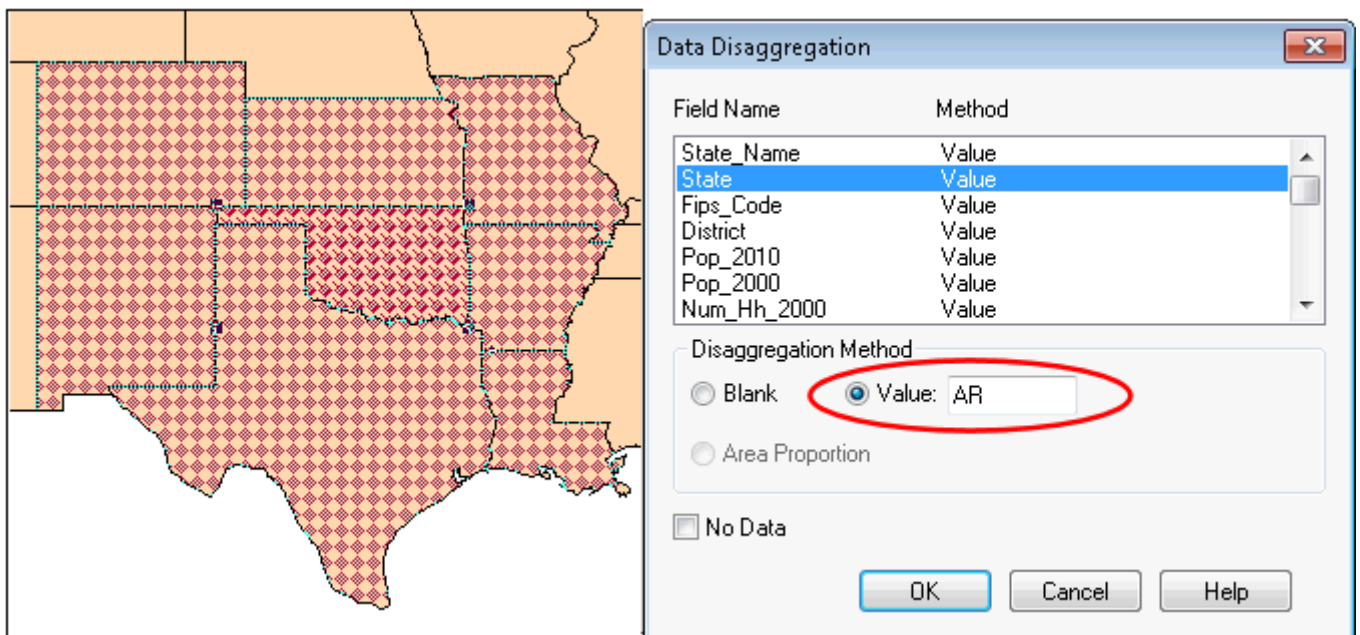 Data Disaggregation
Field Name Method
State_Name Value
State Value
Fips_Code Value
District Value
Pop_2010 Value
Pop_2000 Value
Num_Hh_2000 Value
Disaggregation Method
Blank Value: AR
Area Proportion
No Data
OK Cancel Help